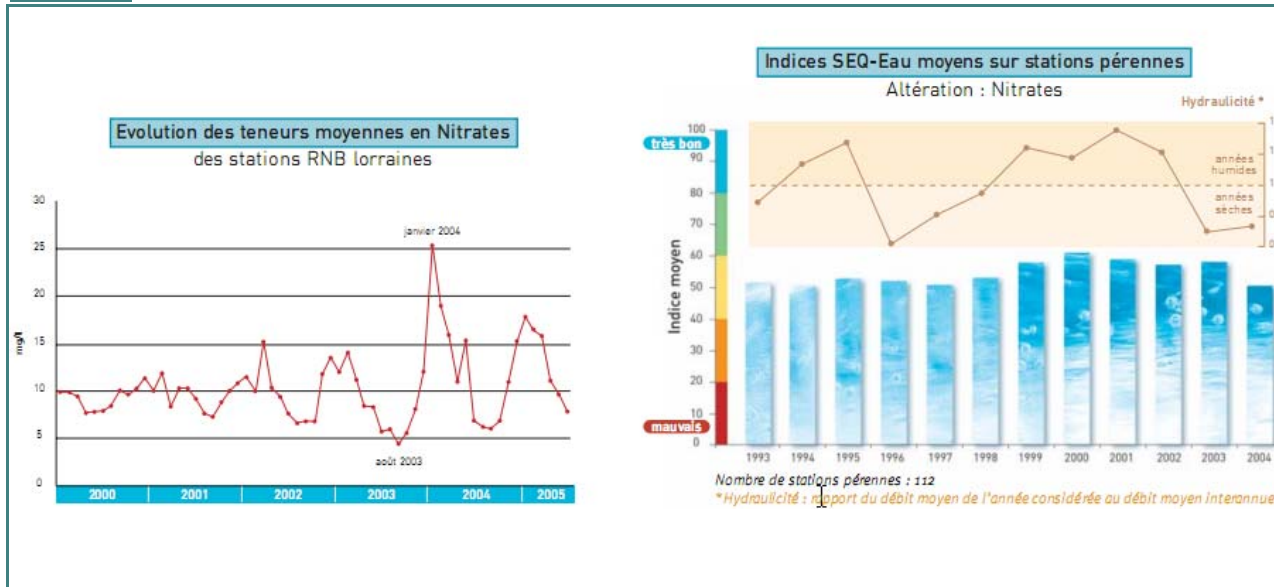 Evolution des teneurs moyennes en Nitrates
des stations RNB lorraines
mg/l
30
25
20
15
10
5
0
janvier 2004
août 2003
2000 2001 2002 2003 2004 2005
Indices SEQ-Eau moyens sur stations pérennes
Altération : Nitrates
Hydraulicité *
Indice moyen
100
très bon
90
80
70
60
50
40
30
20
10
mauvais
0
années
humides
années
sèches
1993 1994 1995 1996 1997 1998 1999 2000 2001 2002 2003 2004
Nombre de stations pérennes : 112
*Hydraulicité : rapport du débit moyen de l'année considérée au débit moyen interannue